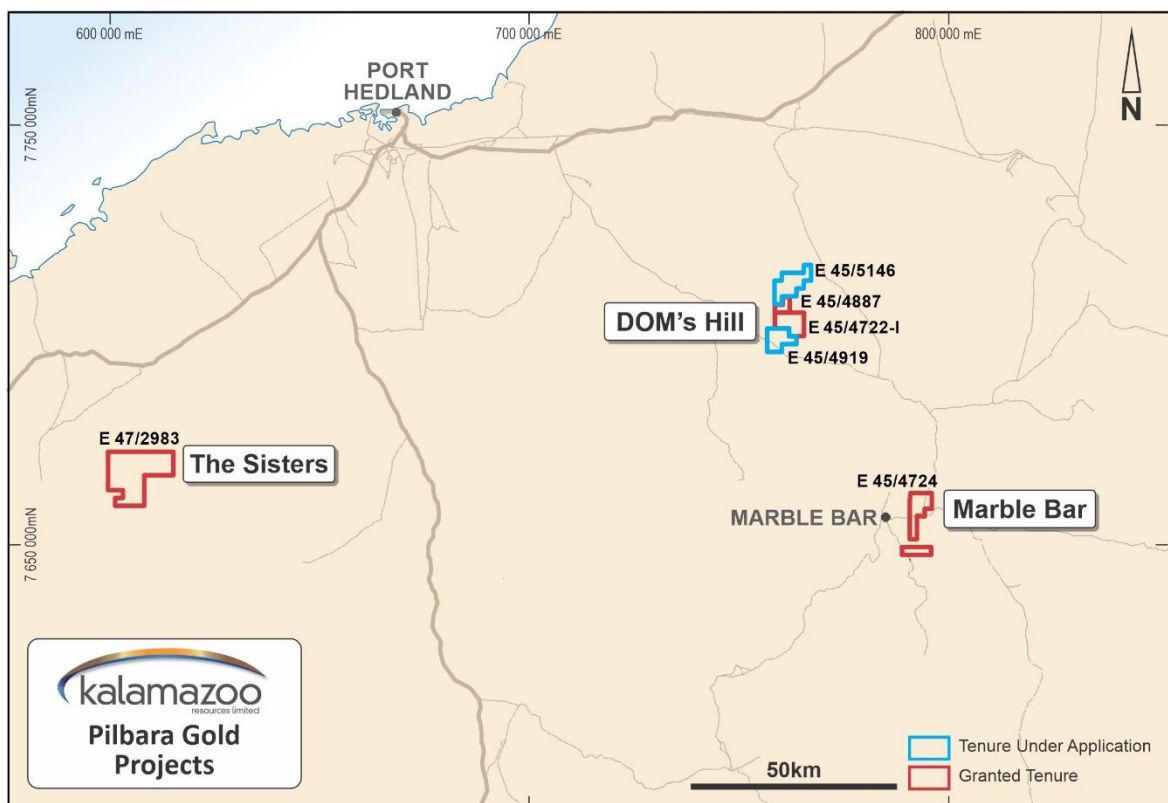 600 000 mE
700 000 mE
800 000 mE
7 750 000mN
7 650 000mN
N
PORT
HEDLAND
E 45/5146
E 45/4887
DOM's Hill
E 45/4722-I
E 45/4919
E 47/2983
The Sisters
E 45/4724
MARBLE BAR
Marble Bar
kalamazoo
resources limited
Pilbara Gold
Projects
50km
Tenure Under Application
Granted Tenure